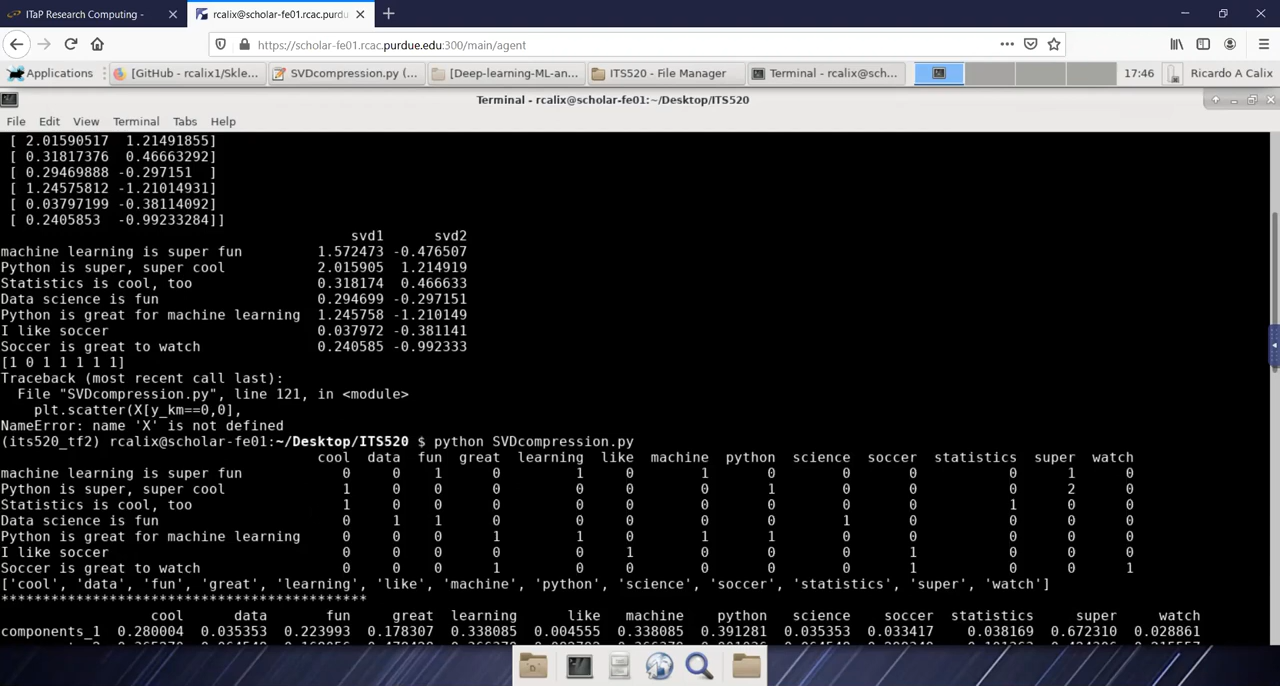 ITaP Research Computing -
rcalix@scholar-fe01.rcac.purdu
https://scholar-fe01.rcac.purdue.edu:300/main/agent
Applications
[GitHub - rcalix1/Skle...
SVDcompression.py (...
[Deep-learning-ML-an...
ITS520 - File Manager
Terminal - rcalix@sch...
17:46
Ricardo A Calix
Terminal - rcalix@scholar-fe01:~/Desktop/ITS520
File Edit View Terminal Tabs Help
[ 2.01590517 1.21491855]
[ 0.31817376 0.46663292]
[ 0.29469888 -0.297151 ]
[ 1.24575812 -1.21014931]
[ 0.03797199 -0.38114092]
[ 0.2405853 -0.99233284]]
svd1 svd2
machine learning is super fun 1.572473 -0.476507
Python is super, super cool 2.015905 1.214919
Statistics is cool, too 0.318174 0.466633
Data science is fun 0.294699 -0.297151
Python is great for machine learning 1.245758 -1.210149
I like soccer 0.037972 -0.381141
Soccer is great to watch 0.240585 -0.992333
[1 0 1 1 1 1 1]
Traceback (most recent call last):
File "SVDcompression.py", line 121, in <module>
plt.scatter(X[y_km==0,0],
NameError: name 'X' is not defined
(its520_tf2) rcalix@scholar-fe01:~/Desktop/ITS520 $ python SVDcompression.py
cool data fun great learning like machine python science soccer statistics super watch
machine learning is super fun 0 0 1 0 1 0 1 0 0 0 0 1 0
Python is super, super cool 1 0 0 0 0 0 0 1 0 0 0 2 0
Statistics is cool, too 1 0 0 0 0 0 0 0 0 0 1 0 0
Data science is fun 0 1 1 0 0 0 0 0 1 0 0 0 0
Python is great for machine learning 0 0 0 1 1 0 1 1 0 0 0 0 0
I like soccer 0 0 0 0 0 1 0 0 0 1 0 0 0
Soccer is great to watch 0 0 0 1 0 0 0 0 0 1 0 0 1
['cool', 'data', 'fun', 'great', 'learning', 'like', 'machine', 'python', 'science', 'soccer', 'statistics', 'super', 'watch']
********************************************
cool data fun great learning like machine python science soccer statistics super watch
components_1 0.280004 0.035353 0.223993 0.178307 0.338085 0.004555 0.338085 0.391281 0.035353 0.033417 0.038169 0.672310 0.028861